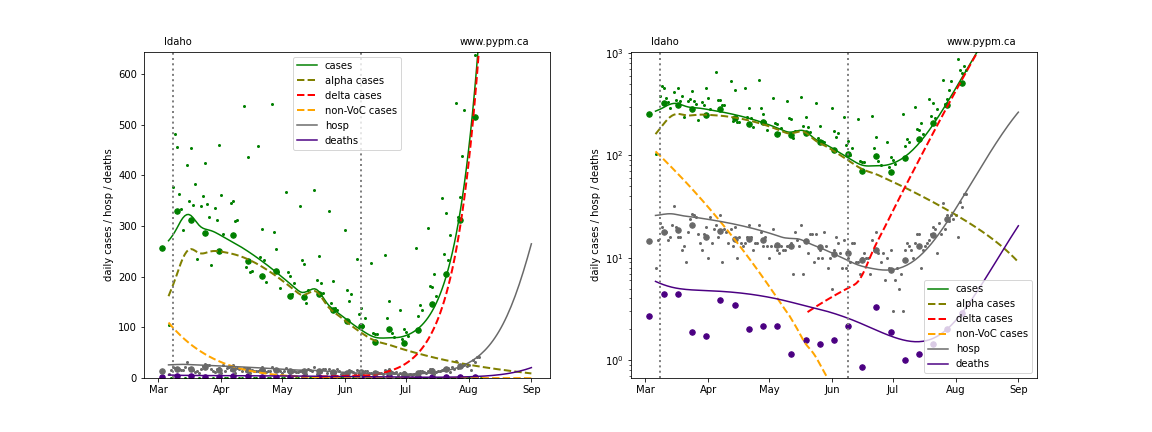 Idaho
www.pypm.ca
daily cases / hosp / deaths
600
500
400
300
200
100
0
Mar
Apr
May
Jun
Jul
Aug
Sep
cases
alpha cases
delta cases
non-VoC cases
hosp
deaths
Idaho
www.pypm.ca
daily cases / hosp / deaths
10³
10²
10¹
10⁰
Mar
Apr
May
Jun
Jul
Aug
Sep
cases
alpha cases
delta cases
non-VoC cases
hosp
deaths